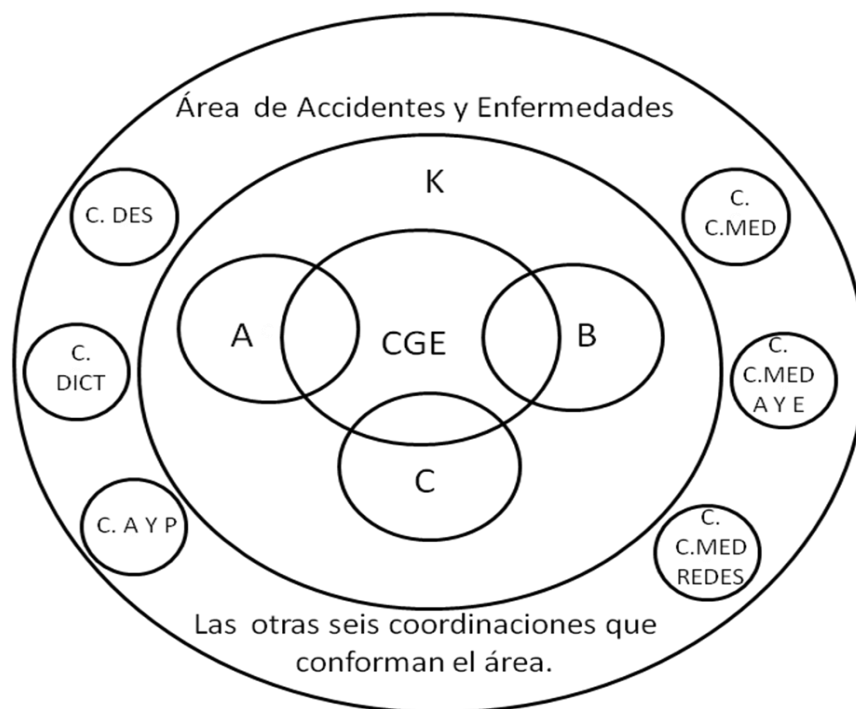 Área de Accidentes y Enfermedades
K
C. DES
C.
C.MED
A
CGE
B
C.
DICT
C.
C.MED
A Y E
C
C. A Y P
C.
C.MED
REDES
Las otras seis coordinaciones que
conforman el área.